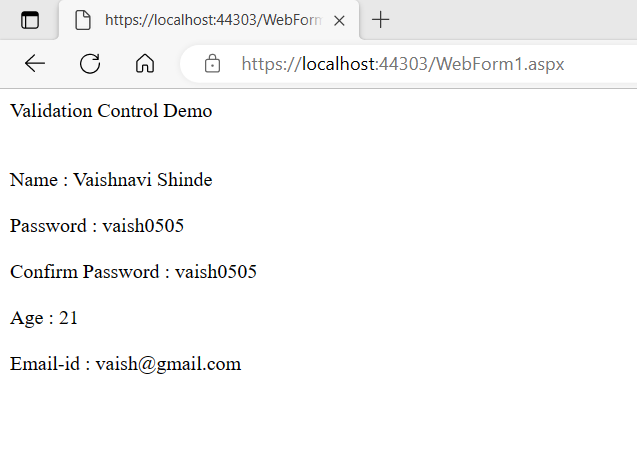 https://localhost:44303/WebForm
https://localhost:44303/WebForm1.aspx
Validation Control Demo
Name : Vaishnavi Shinde
Password : vaish0505
Confirm Password : vaish0505
Age : 21
Email-id : vaish@gmail.com